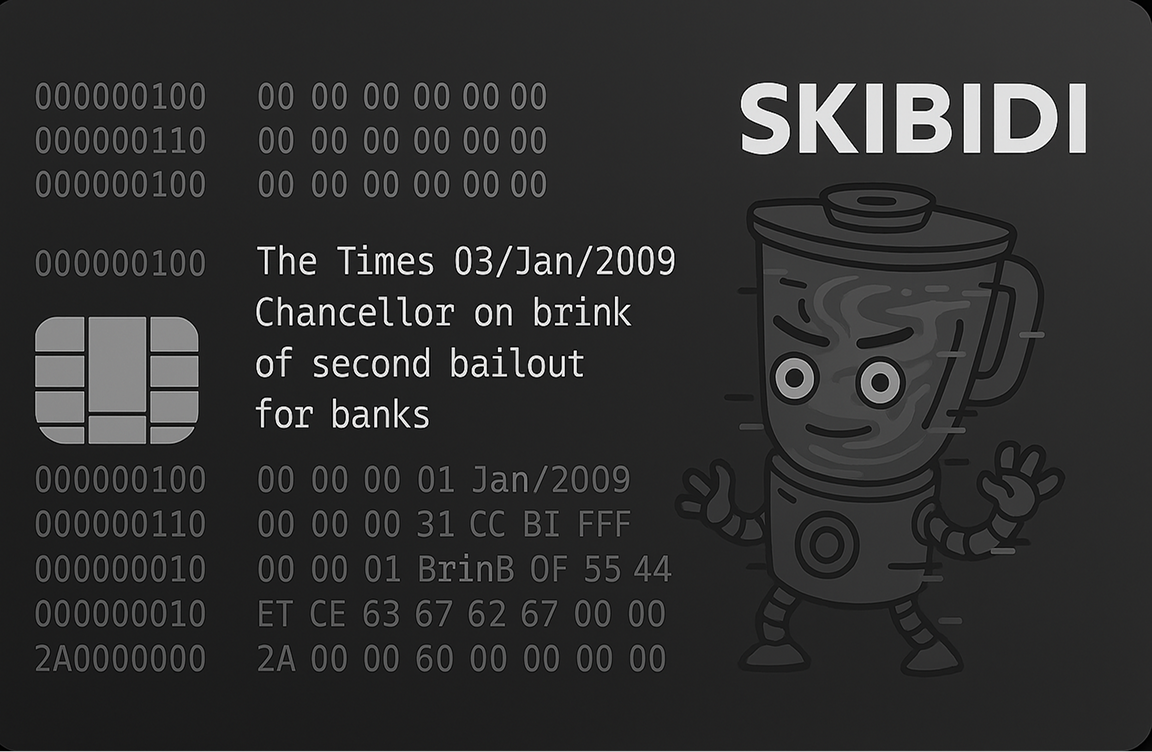 SKIBIDI
000000100 00 00 00 00 00 00
000000110 00 00 00 00 00 00
000000100 00 00 00 00 00 00
000000100 The Times 03/Jan/2009
Chancellor on brink
of second bailout
for banks
000000100 00 00 00 01 Jan/2009
000000110 00 00 00 31 CC BI FFF
000000010 00 00 01 BrinB OF 55 44
000000010 ET CE 63 67 62 67 00 00
2A0000000 2A 00 00 60 00 00 00 00